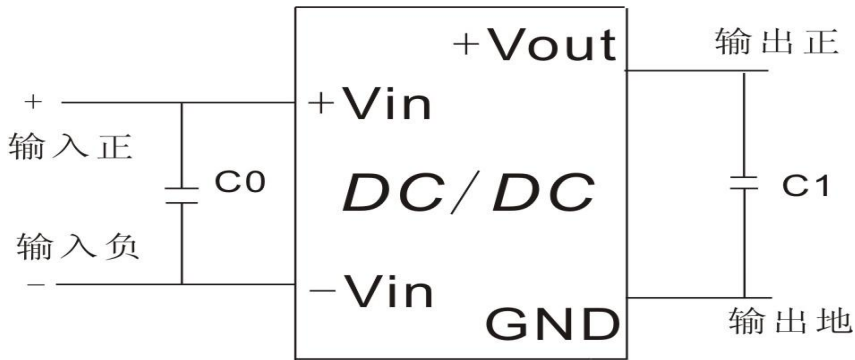 +Vout
输出正
+
+Vin
输入正
C0
DC/DC
C1
输入负
−
−Vin
GND
输出地